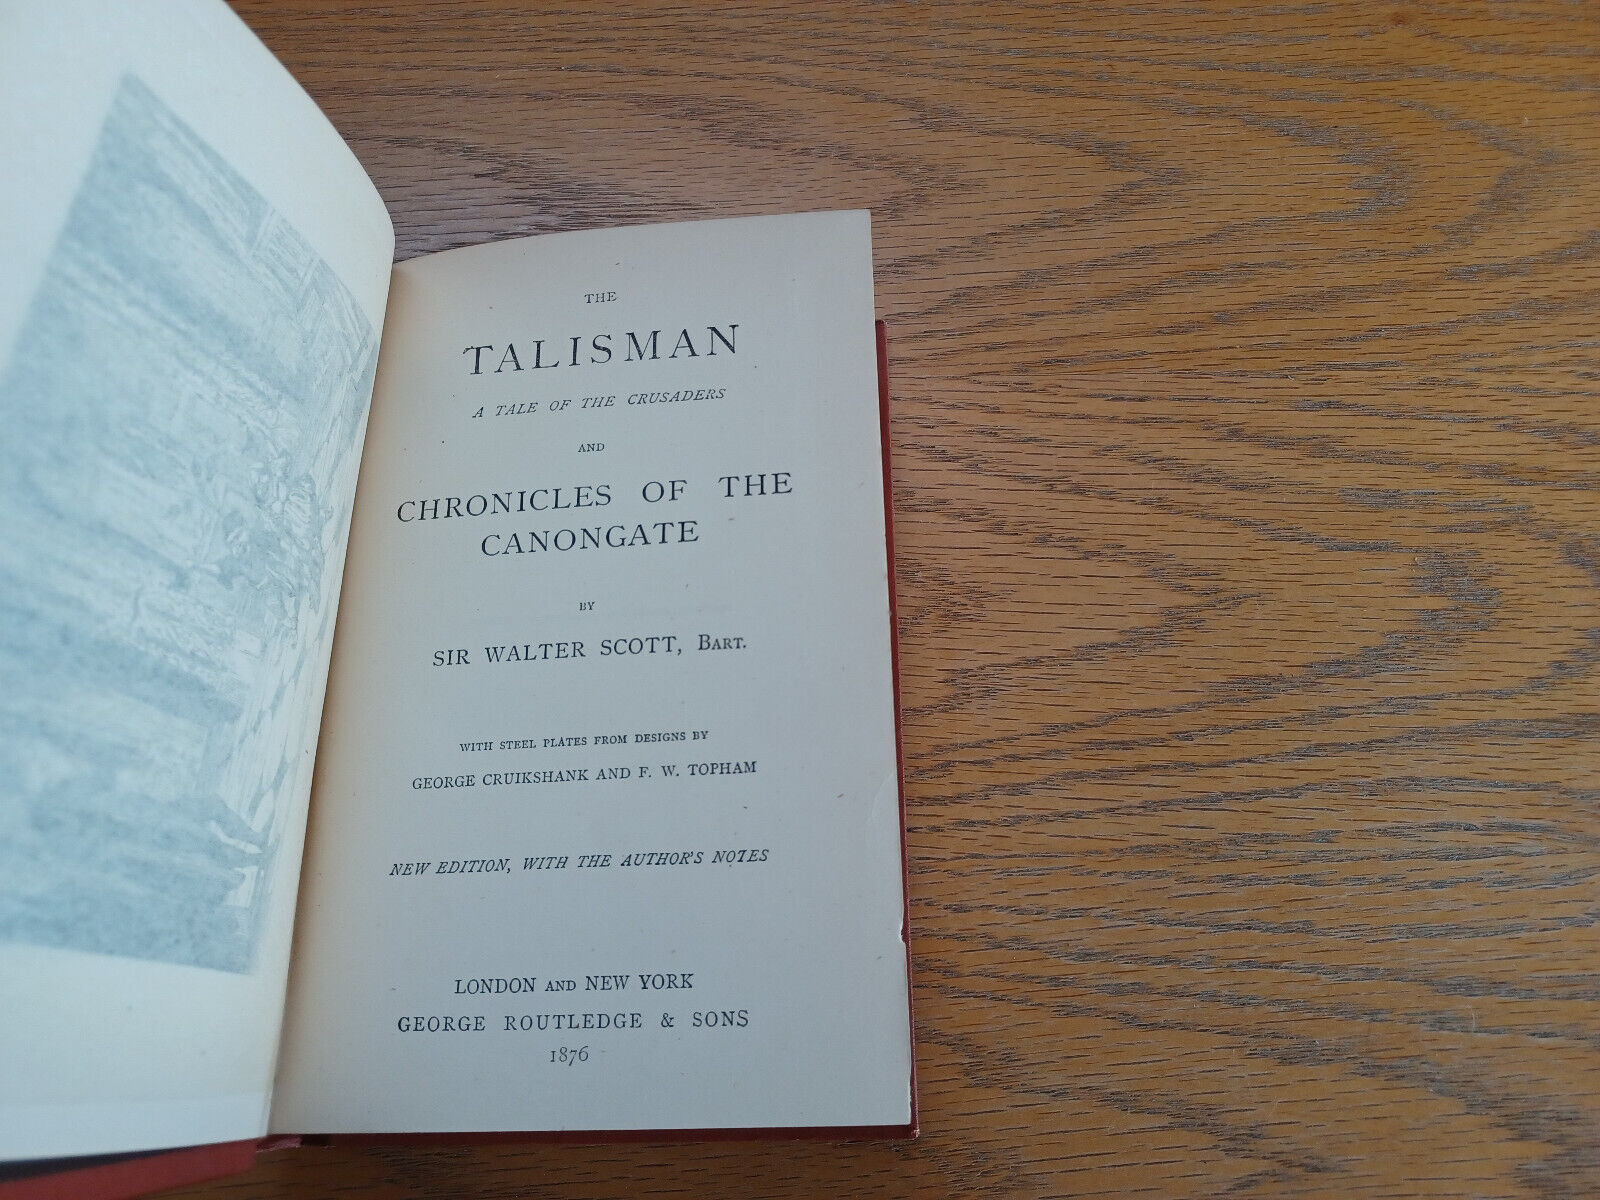 THE
TALISMAN
A TALE OF THE CRUSADERS
AND
CHRONICLES OF THE
CANONGATE
BY
SIR WALTER SCOTT, BART.
WITH STEEL PLATES FROM DESIGNS BY
GEORGE CRUIKSHANK AND F. W. TOPHAM
NEW EDITION, WITH THE AUTHOR'S NOTES
LONDON AND NEW YORK
GEORGE ROUTLEDGE & SONS
1876